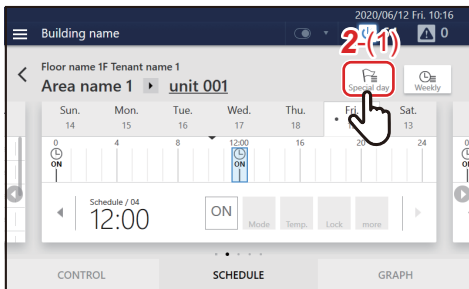 2020/06/12 Fri. 10:16
Building name
0
2-(1)
Floor name 1F Tenant name 1
Area name 1 unit 001
Special day
Weekly
Sun. Mon. Tue. Wed. Thu. Fri. Sat.
14 15 16 17 18 13
0 4 8 12:00 16 20 24 0
ON ON ON
Schedule / 04
12:00
ON
Mode Temp. Lock more
CONTROL SCHEDULE GRAPH